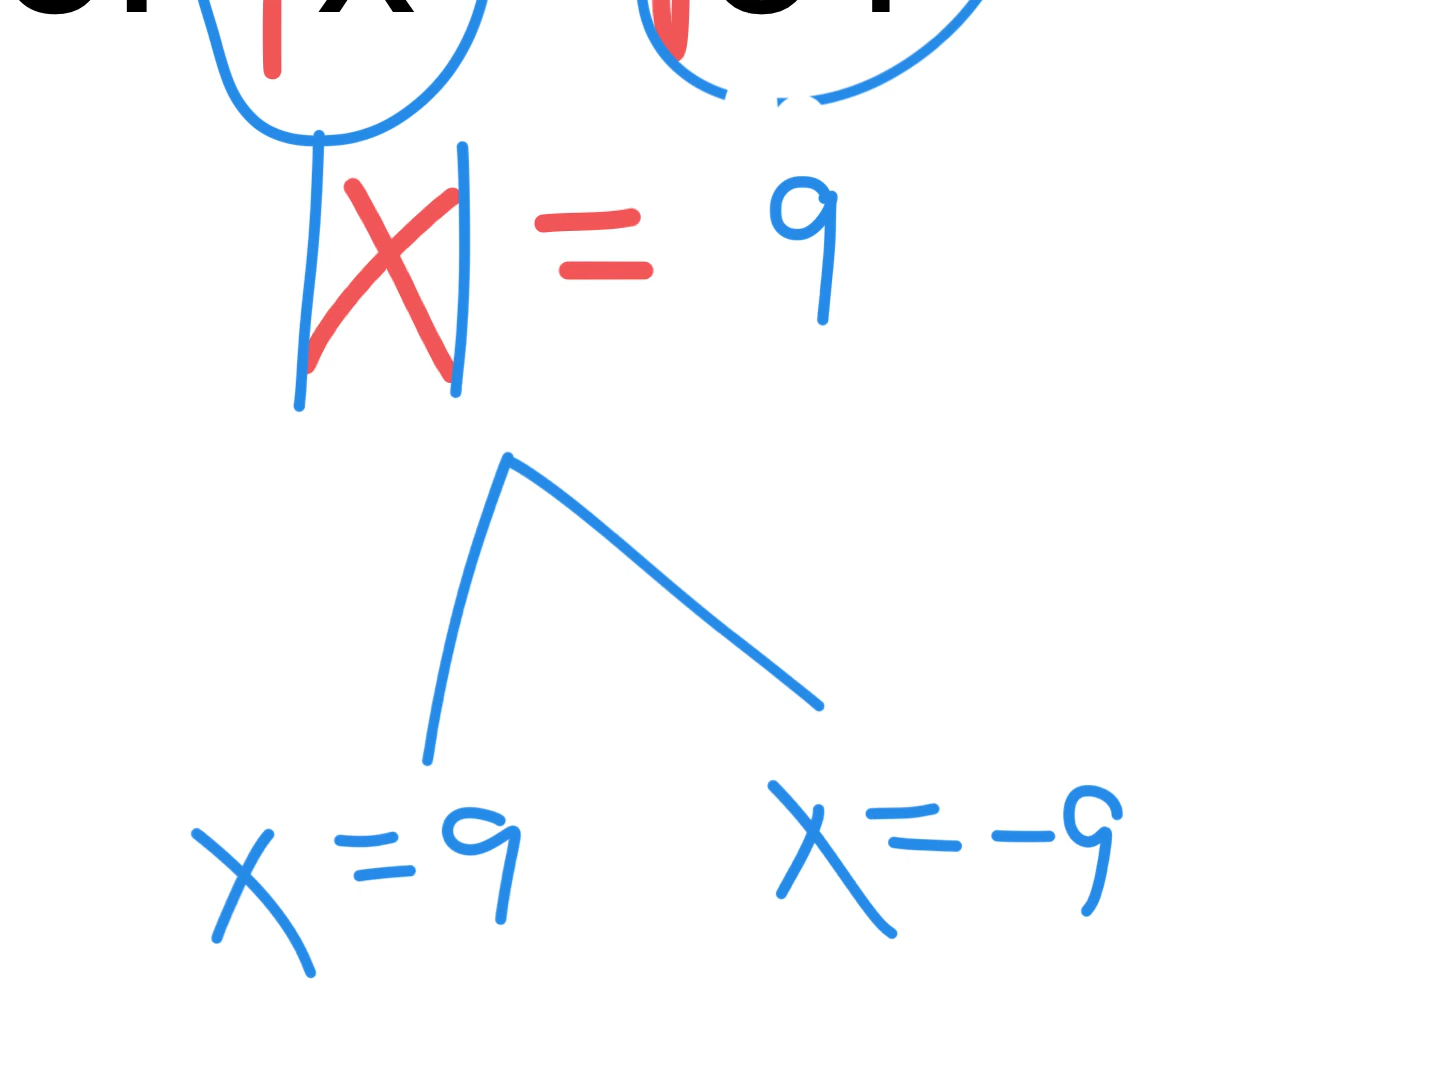 |x| = 9
x = 9 x = -9